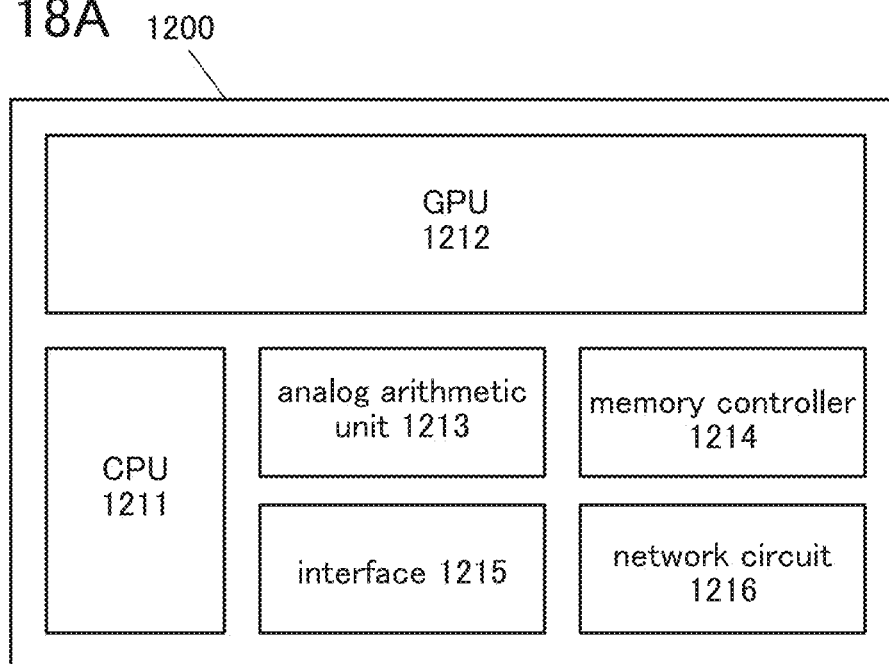 18A
1200
GPU
1212
CPU
1211
analog arithmetic
unit 1213
memory controller
1214
interface 1215
network circuit
1216